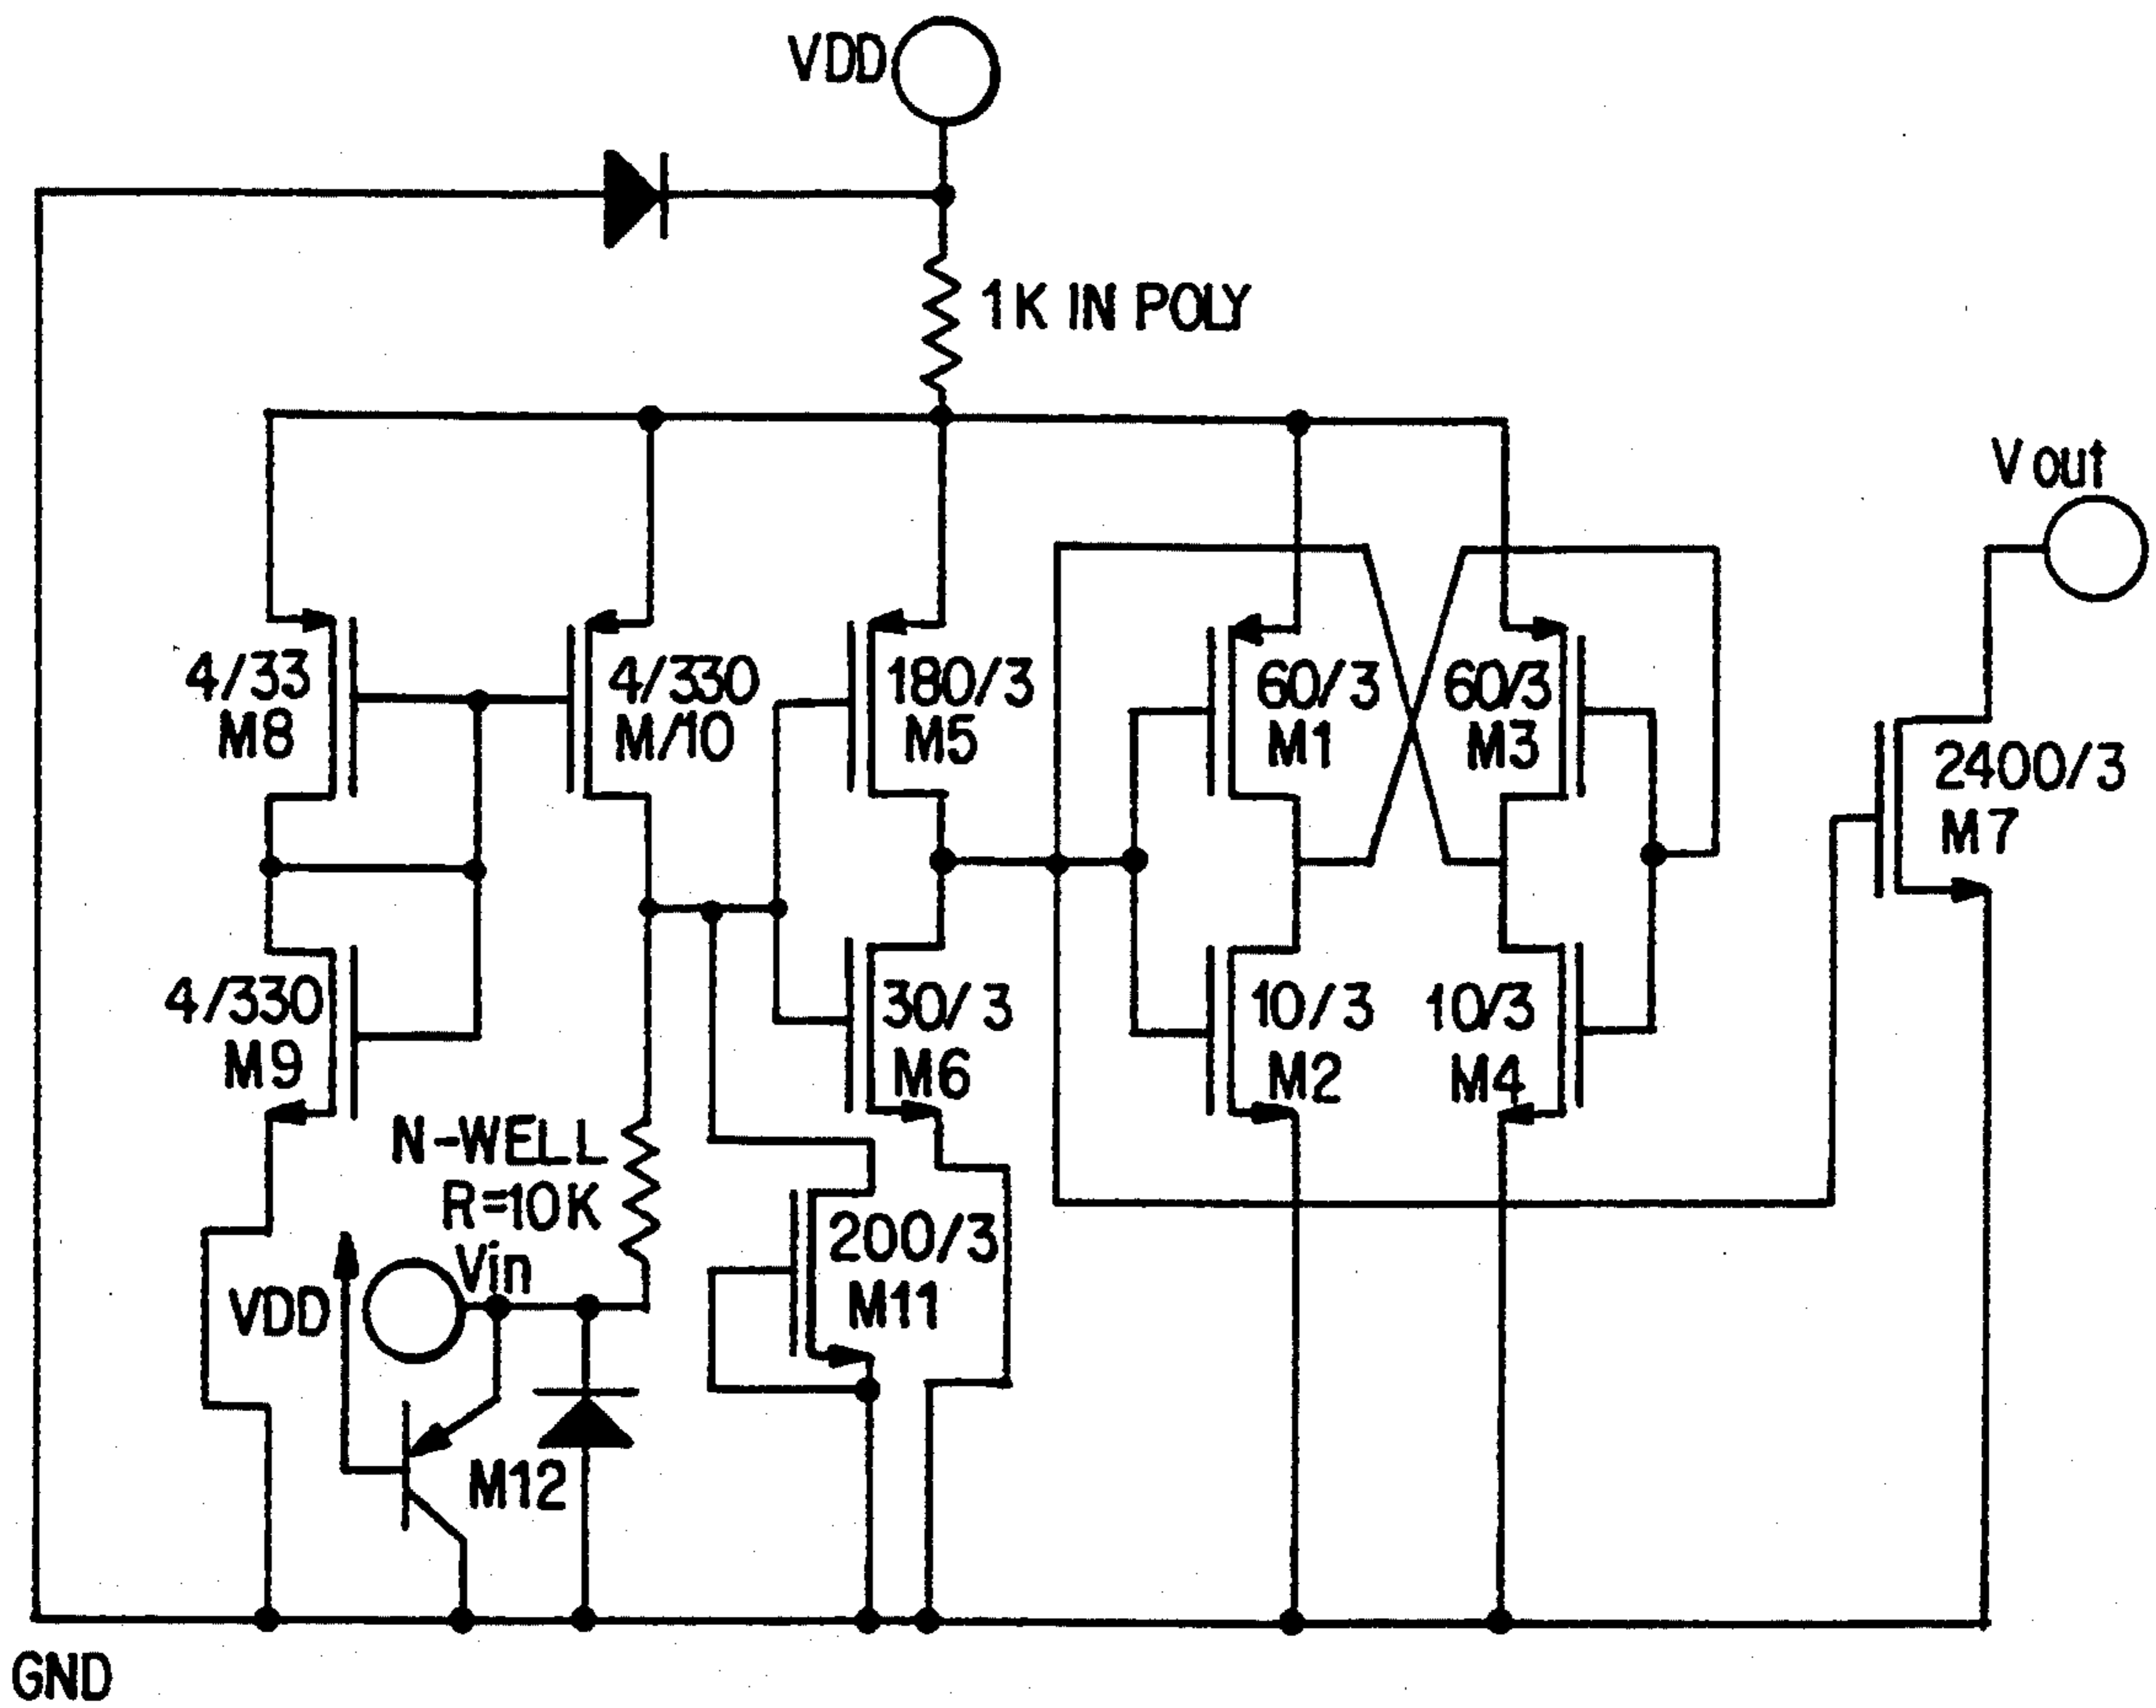 VDD
1K IN POLY
Vout
4/33
M8
4/330
M/10
180/3
M5
60/3
M1
60/3
M3
2400/3
M7
4/330
M9
30/3
M6
10/3
M2
10/3
M4
N-WELL
R=10K
Vin
VDD
200/3
M11
M12
GND